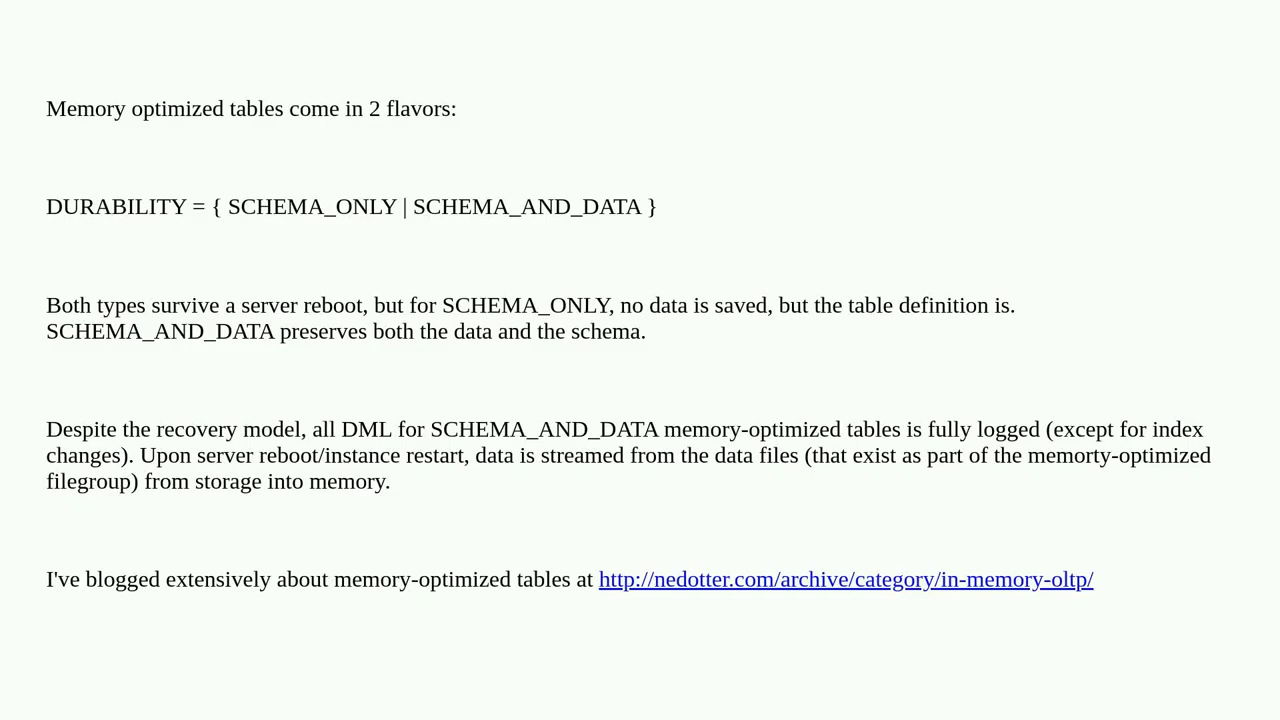 Memory optimized tables come in 2 flavors:
DURABILITY = { SCHEMA_ONLY | SCHEMA_AND_DATA }
Both types survive a server reboot, but for SCHEMA_ONLY, no data is saved, but the table definition is.
SCHEMA_AND_DATA preserves both the data and the schema.
Despite the recovery model, all DML for SCHEMA_AND_DATA memory-optimized tables is fully logged (except for index
changes). Upon server reboot/instance restart, data is streamed from the data files (that exist as part of the memorty-optimized
filegroup) from storage into memory.
I've blogged extensively about memory-optimized tables at http://nedotter.com/archive/category/in-memory-oltp/